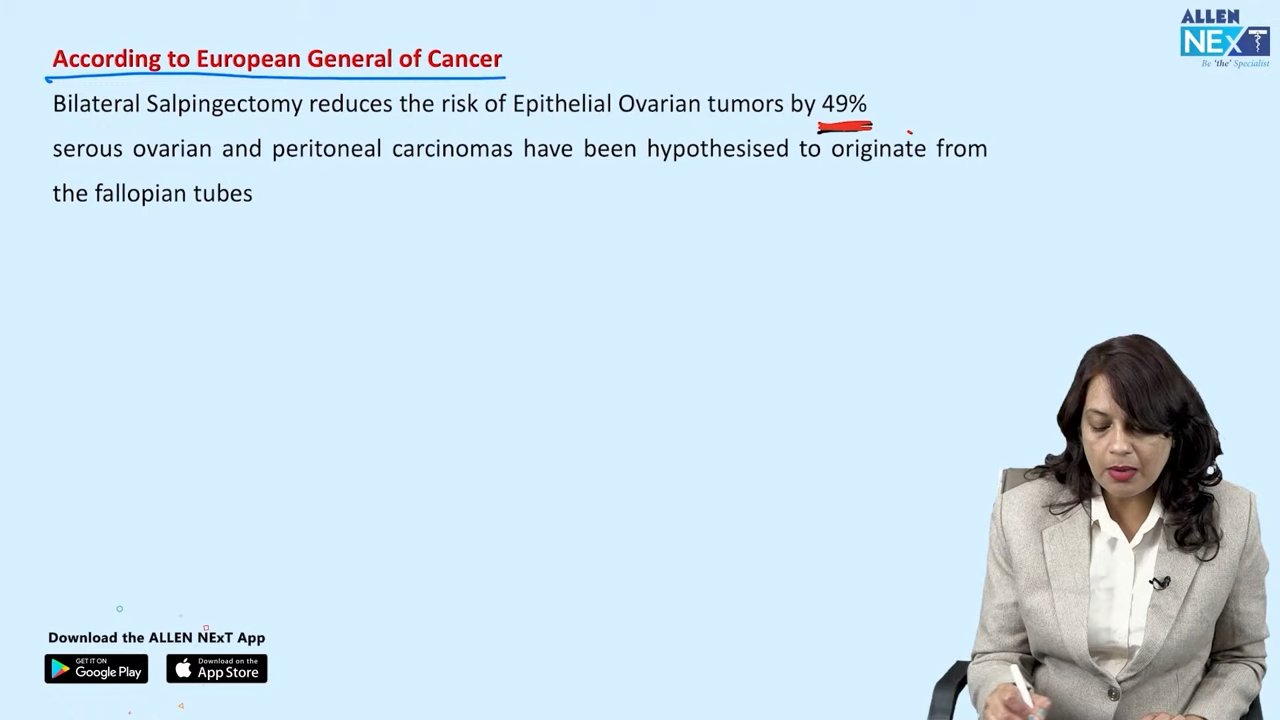 ALLEN
NExT
Be 'the' Specialist
According to European General of Cancer
Bilateral Salpingectomy reduces the risk of Epithelial Ovarian tumors by 49%
serous ovarian and peritoneal carcinomas have been hypothesised to originate from
the fallopian tubes
Download the ALLEN NExT App
GET IT ON
Google Play
Download on the
App Store